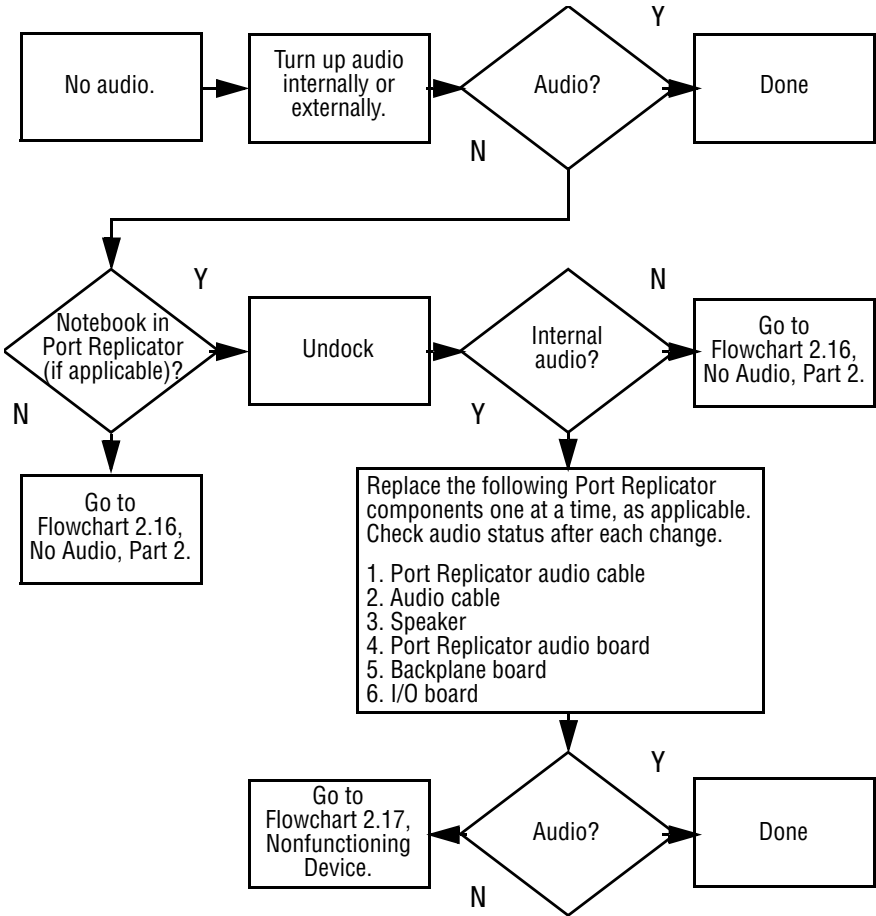 No audio.
Turn up audio
internally or
externally.
Audio?
Y
Done
N
Notebook in
Port Replicator
(if applicable)?
Y
Undock
Internal
audio?
N
Go to
Flowchart 2.16,
No Audio, Part 2.
N
Go to
Flowchart 2.16,
No Audio, Part 2.
Y
Replace the following Port Replicator
components one at a time, as applicable.
Check audio status after each change.
1. Port Replicator audio cable
2. Audio cable
3. Speaker
4. Port Replicator audio board
5. Backplane board
6. I/O board
Audio?
Y
Done
N
Go to
Flowchart 2.17,
Nonfunctioning
Device.